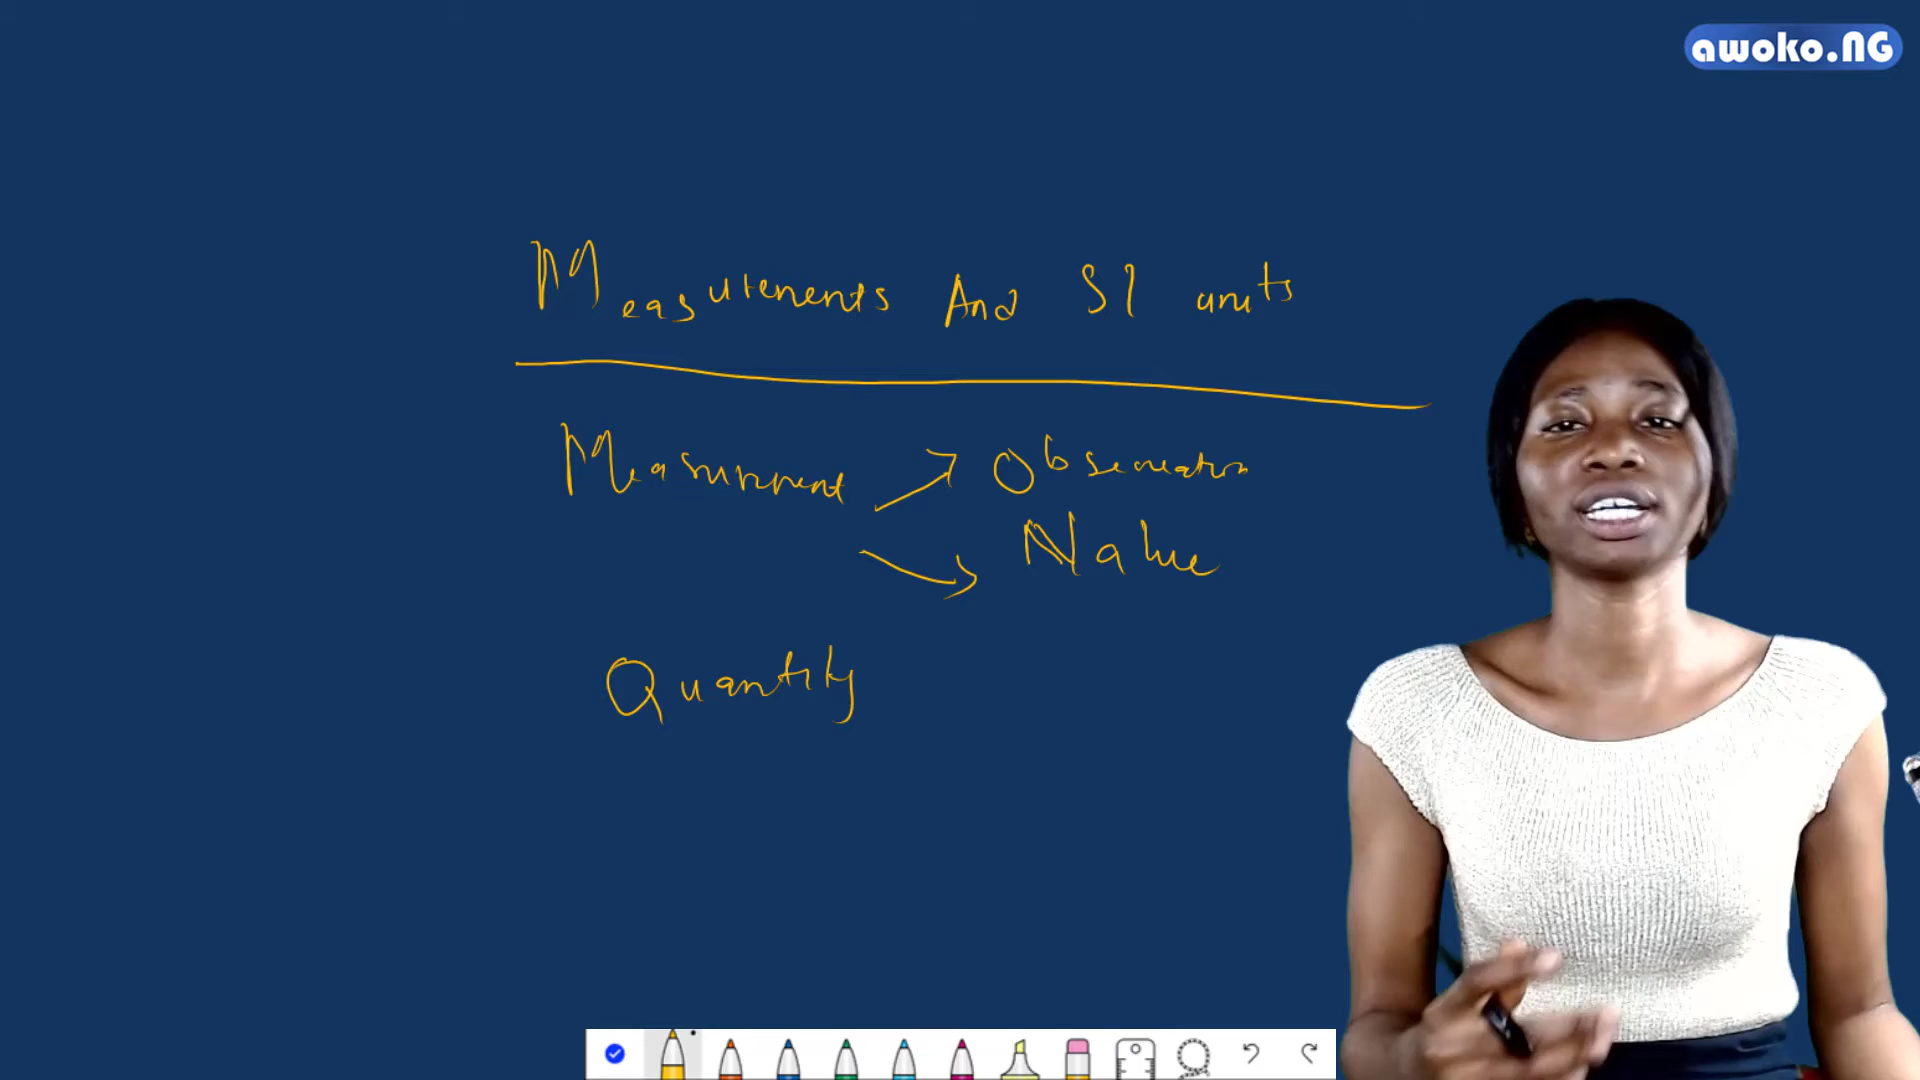 awoko.NG
Measurements And SI units
Measurement
Observation
Value
Quantity